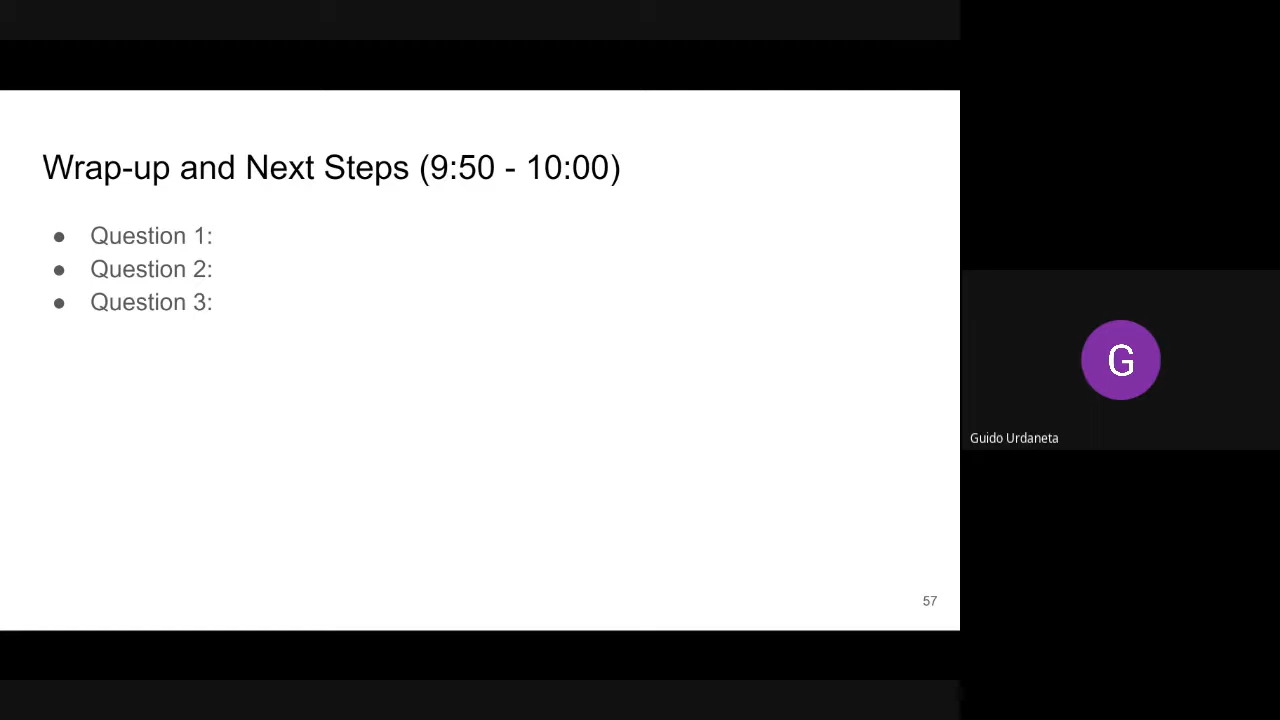 Wrap-up and Next Steps (9:50 - 10:00)
● Question 1:
● Question 2:
● Question 3:
57
G
Guido Urdaneta